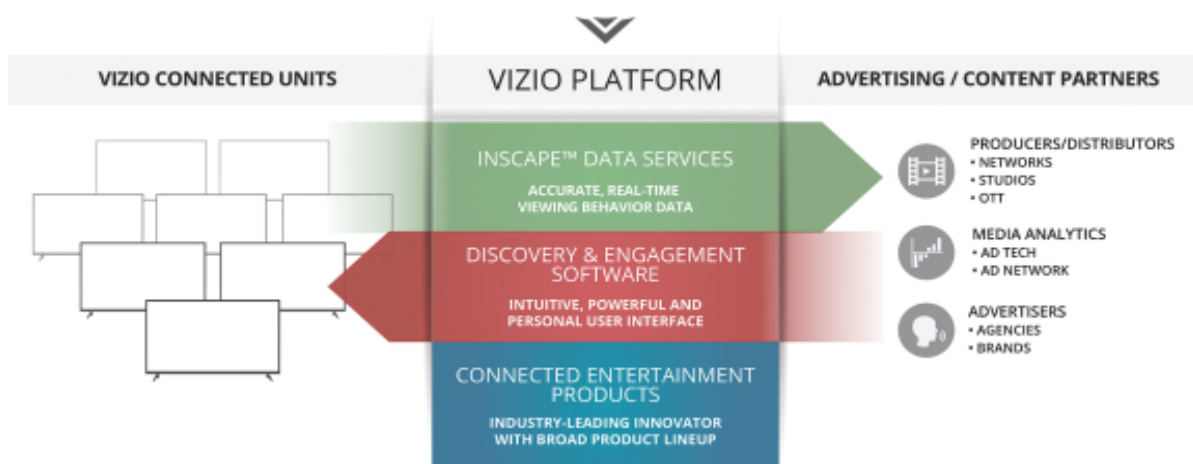 VIZIO CONNECTED UNITS
VIZIO PLATFORM
INSCAPE™ DATA SERVICES
ACCURATE, REAL-TIME
VIEWING BEHAVIOR DATA
DISCOVERY & ENGAGEMENT
SOFTWARE
INTUITIVE, POWERFUL AND
PERSONAL USER INTERFACE
CONNECTED ENTERTAINMENT
PRODUCTS
INDUSTRY-LEADING INNOVATOR
WITH BROAD PRODUCT LINEUP
ADVERTISING / CONTENT PARTNERS
PRODUCERS/DISTRIBUTORS
• NETWORKS
• STUDIOS
• OTT
MEDIA ANALYTICS
• AD TECH
• AD NETWORK
ADVERTISERS
• AGENCIES
• BRANDS